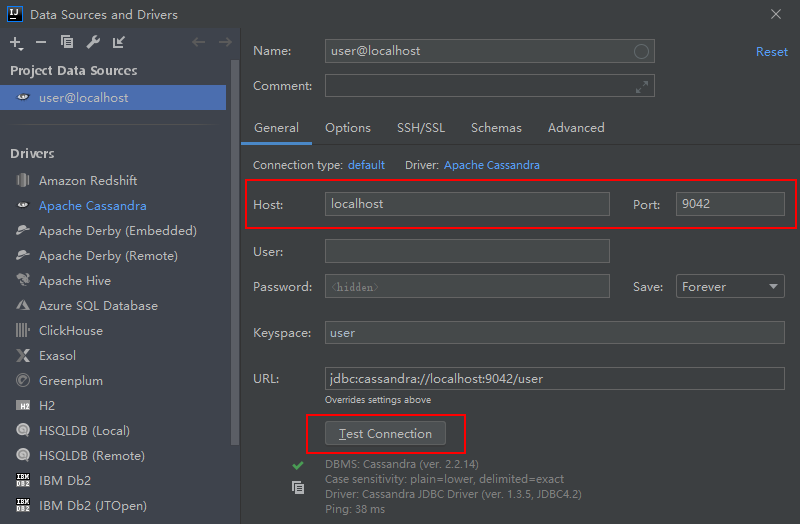 Data Sources and Drivers
Project Data Sources
user@localhost
Drivers
Amazon Redshift
Apache Cassandra
Apache Derby (Embedded)
Apache Derby (Remote)
Apache Hive
Azure SQL Database
ClickHouse
Exasol
Greenplum
H2
HSQLDB (Local)
HSQLDB (Remote)
IBM Db2
IBM Db2 (JTOpen)
Name: user@localhost Reset
Comment:
General Options SSH/SSL Schemas Advanced
Connection type: default Driver: Apache Cassandra
Host: localhost Port: 9042
User:
Password: <hidden> Save: Forever
Keyspace: user
URL: jdbc:cassandra://localhost:9042/user
Overrides settings above
Test Connection
DBMS: Cassandra (ver. 2.2.14)
Case sensitivity: plain=lower, delimited=exact
Driver: Cassandra JDBC Driver (ver. 1.3.5, JDBC4.2)
Ping: 38 ms